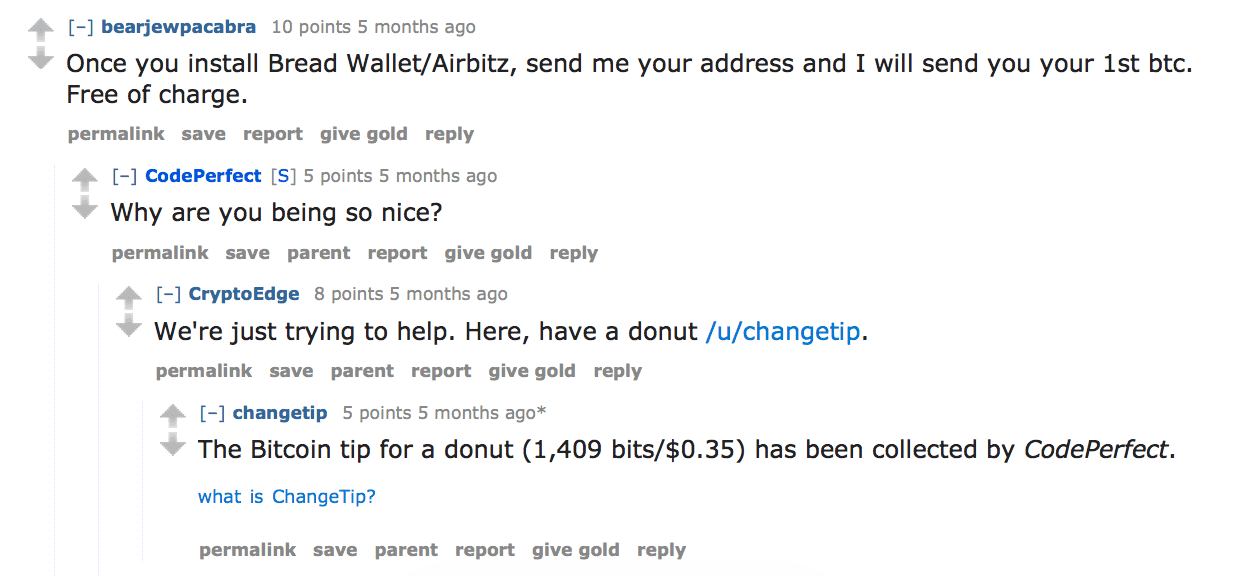 [−] bearjewpacabra 10 points 5 months ago
Once you install Bread Wallet/Airbitz, send me your address and I will send you your 1st btc.
Free of charge.
permalink save report give gold reply
[−] CodePerfect [S] 5 points 5 months ago
Why are you being so nice?
permalink save parent report give gold reply
[−] CryptoEdge 8 points 5 months ago
We're just trying to help. Here, have a donut /u/changetip.
permalink save parent report give gold reply
[−] changetip 5 points 5 months ago*
The Bitcoin tip for a donut (1,409 bits/$0.35) has been collected by CodePerfect.
what is ChangeTip?
permalink save parent report give gold reply